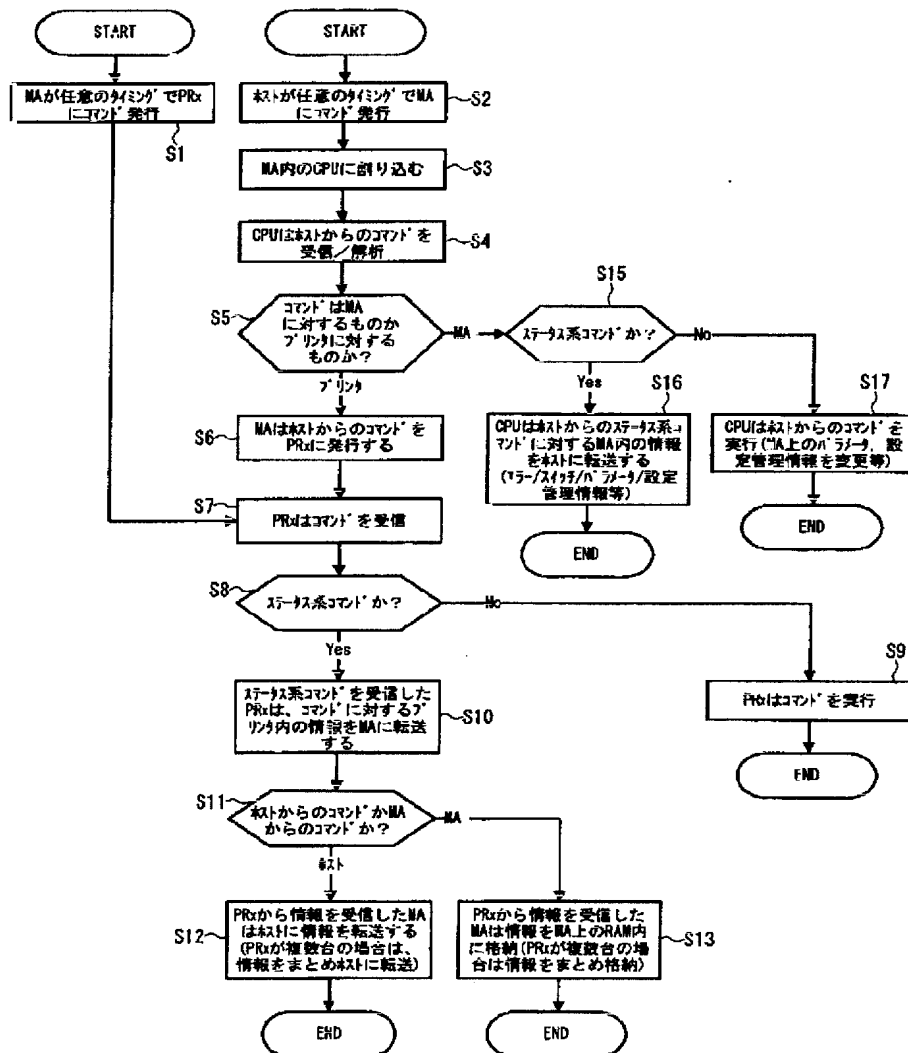 START
START
MAが任意のタイミングでPRx
にコマンド発行
S1
ホストが任意のタイミングでMA
にコマンド発行
S2
MA内のCPUに割り込む
S3
CPUはホストからのコマンドを
受信/解析
S4
コマンドはMA
に対するものか
プリンタに対する
ものか?
S5
MA
プリンタ
S15
ステータス系コマンドか?
No
Yes
S16
CPUはホストからのステータス系コ
マンドに対するMA内の情報
をホストに転送する
(エラー/スイッチ/パラメータ/設定
管理情報等)
END
S17
CPUはホストからのコマンドを
実行(MA上のパラメータ, 設
定管理情報を変更等)
END
S6
MAはホストからのコマンドを
PRxに発行する
S7
PRxはコマンドを受信
S8
ステータス系コマンドか?
No
Yes
S9
PRxはコマンドを実行
END
ステータス系コマンドを受信した
PRxは、コマンドに対するプリ
ンタ内の情報をMAに転送
する
S10
S11
ホストからのコマンドかMA
からのコマンドか?
MA
ホスト
S12
PRxから情報を受信したMA
はホストに情報を転送する
(PRxが複数台の場合は、
情報をまとめホストに転送)
END
PRxから情報を受信した
MAは情報をMA上のRAM内
に格納(PRxが複数台の場
合は情報をまとめ格納)
S13
END